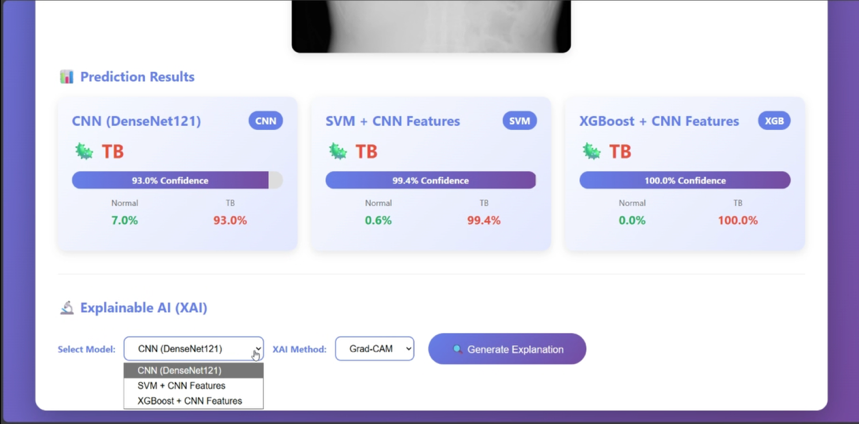 Prediction Results
CNN (DenseNet121) CNN
TB
93.0% Confidence
Normal TB
7.0% 93.0%
SVM + CNN Features SVM
TB
99.4% Confidence
Normal TB
0.6% 99.4%
XGBoost + CNN Features XGB
TB
100.0% Confidence
Normal TB
0.0% 100.0%
Explainable AI (XAI)
Select Model: CNN (DenseNet121) XAI Method: Grad-CAM Generate Explanation
CNN (DenseNet121)
SVM + CNN Features
XGBoost + CNN Features